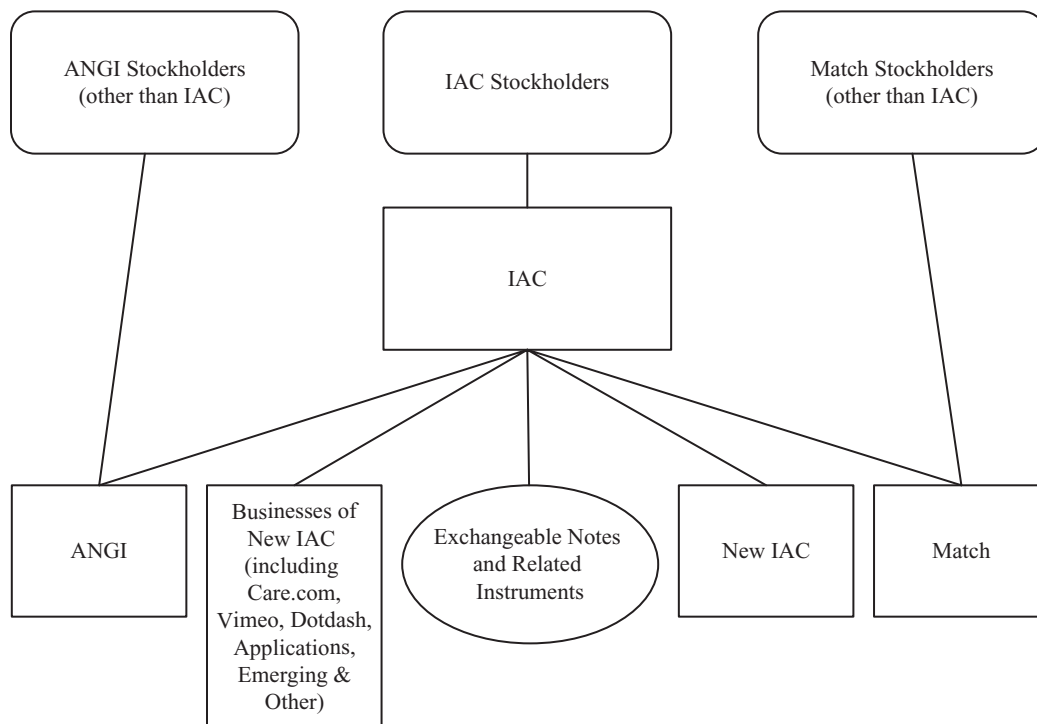 ANGI Stockholders
(other than IAC)
IAC Stockholders
Match Stockholders
(other than IAC)
IAC
ANGI
Businesses of
New IAC
(including
Care.com,
Vimeo, Dotdash,
Applications,
Emerging &
Other)
Exchangeable Notes
and Related
Instruments
New IAC
Match